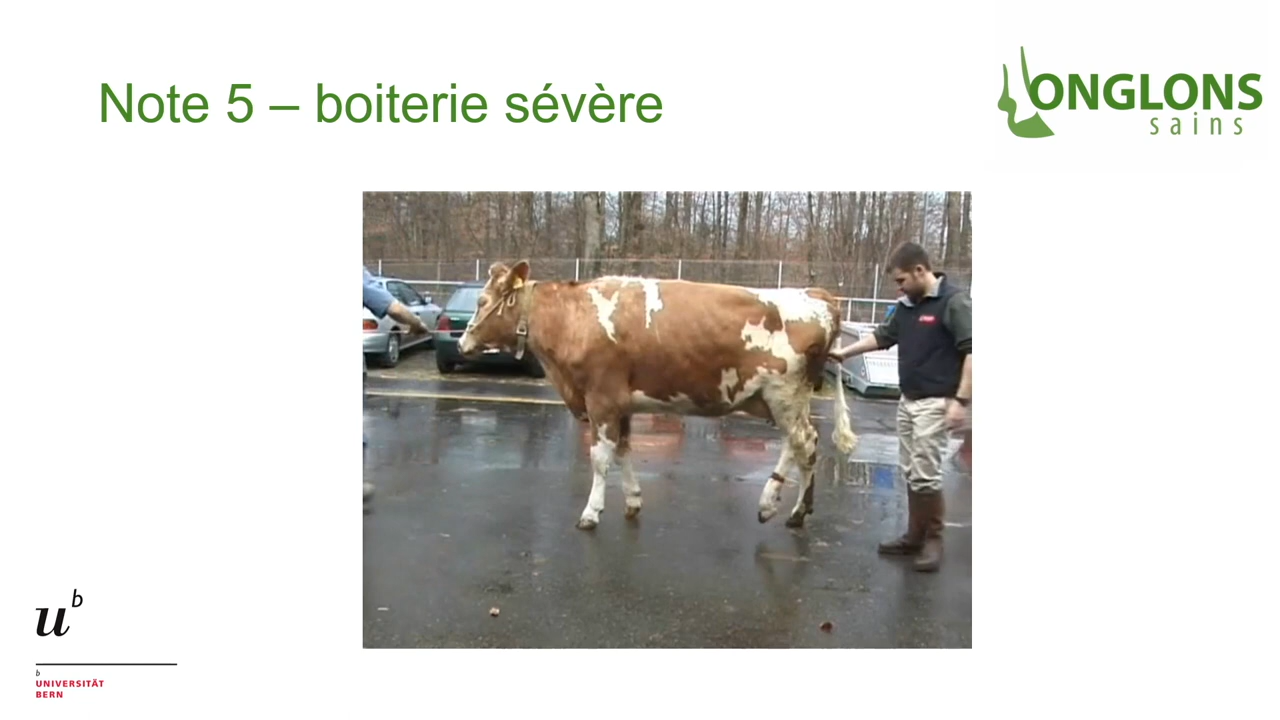 Note 5 – boiterie sévère
ONGLONS
sains
u b
b
UNIVERSITÄT
BERN